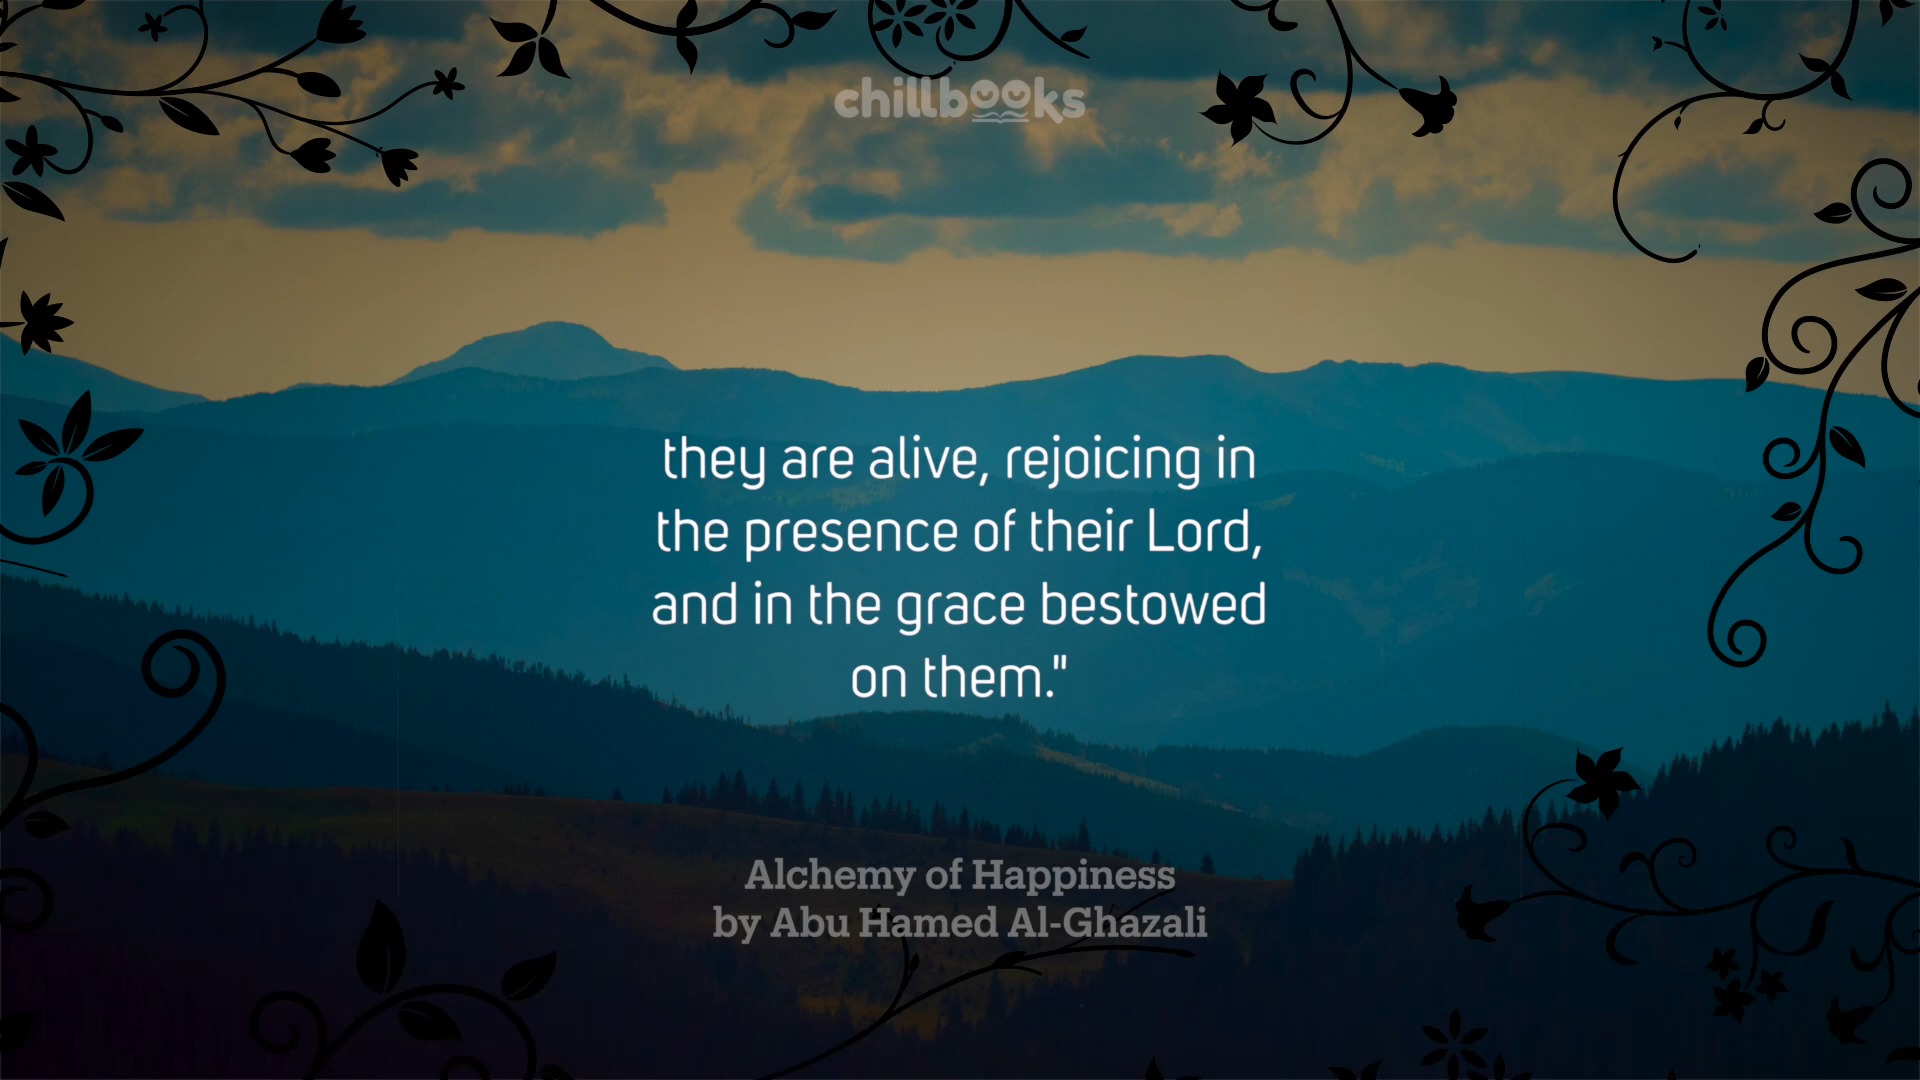 chillbooks
they are alive, rejoicing in
the presence of their Lord,
and in the grace bestowed
on them."
Alchemy of Happiness
by Abu Hamed Al-Ghazali